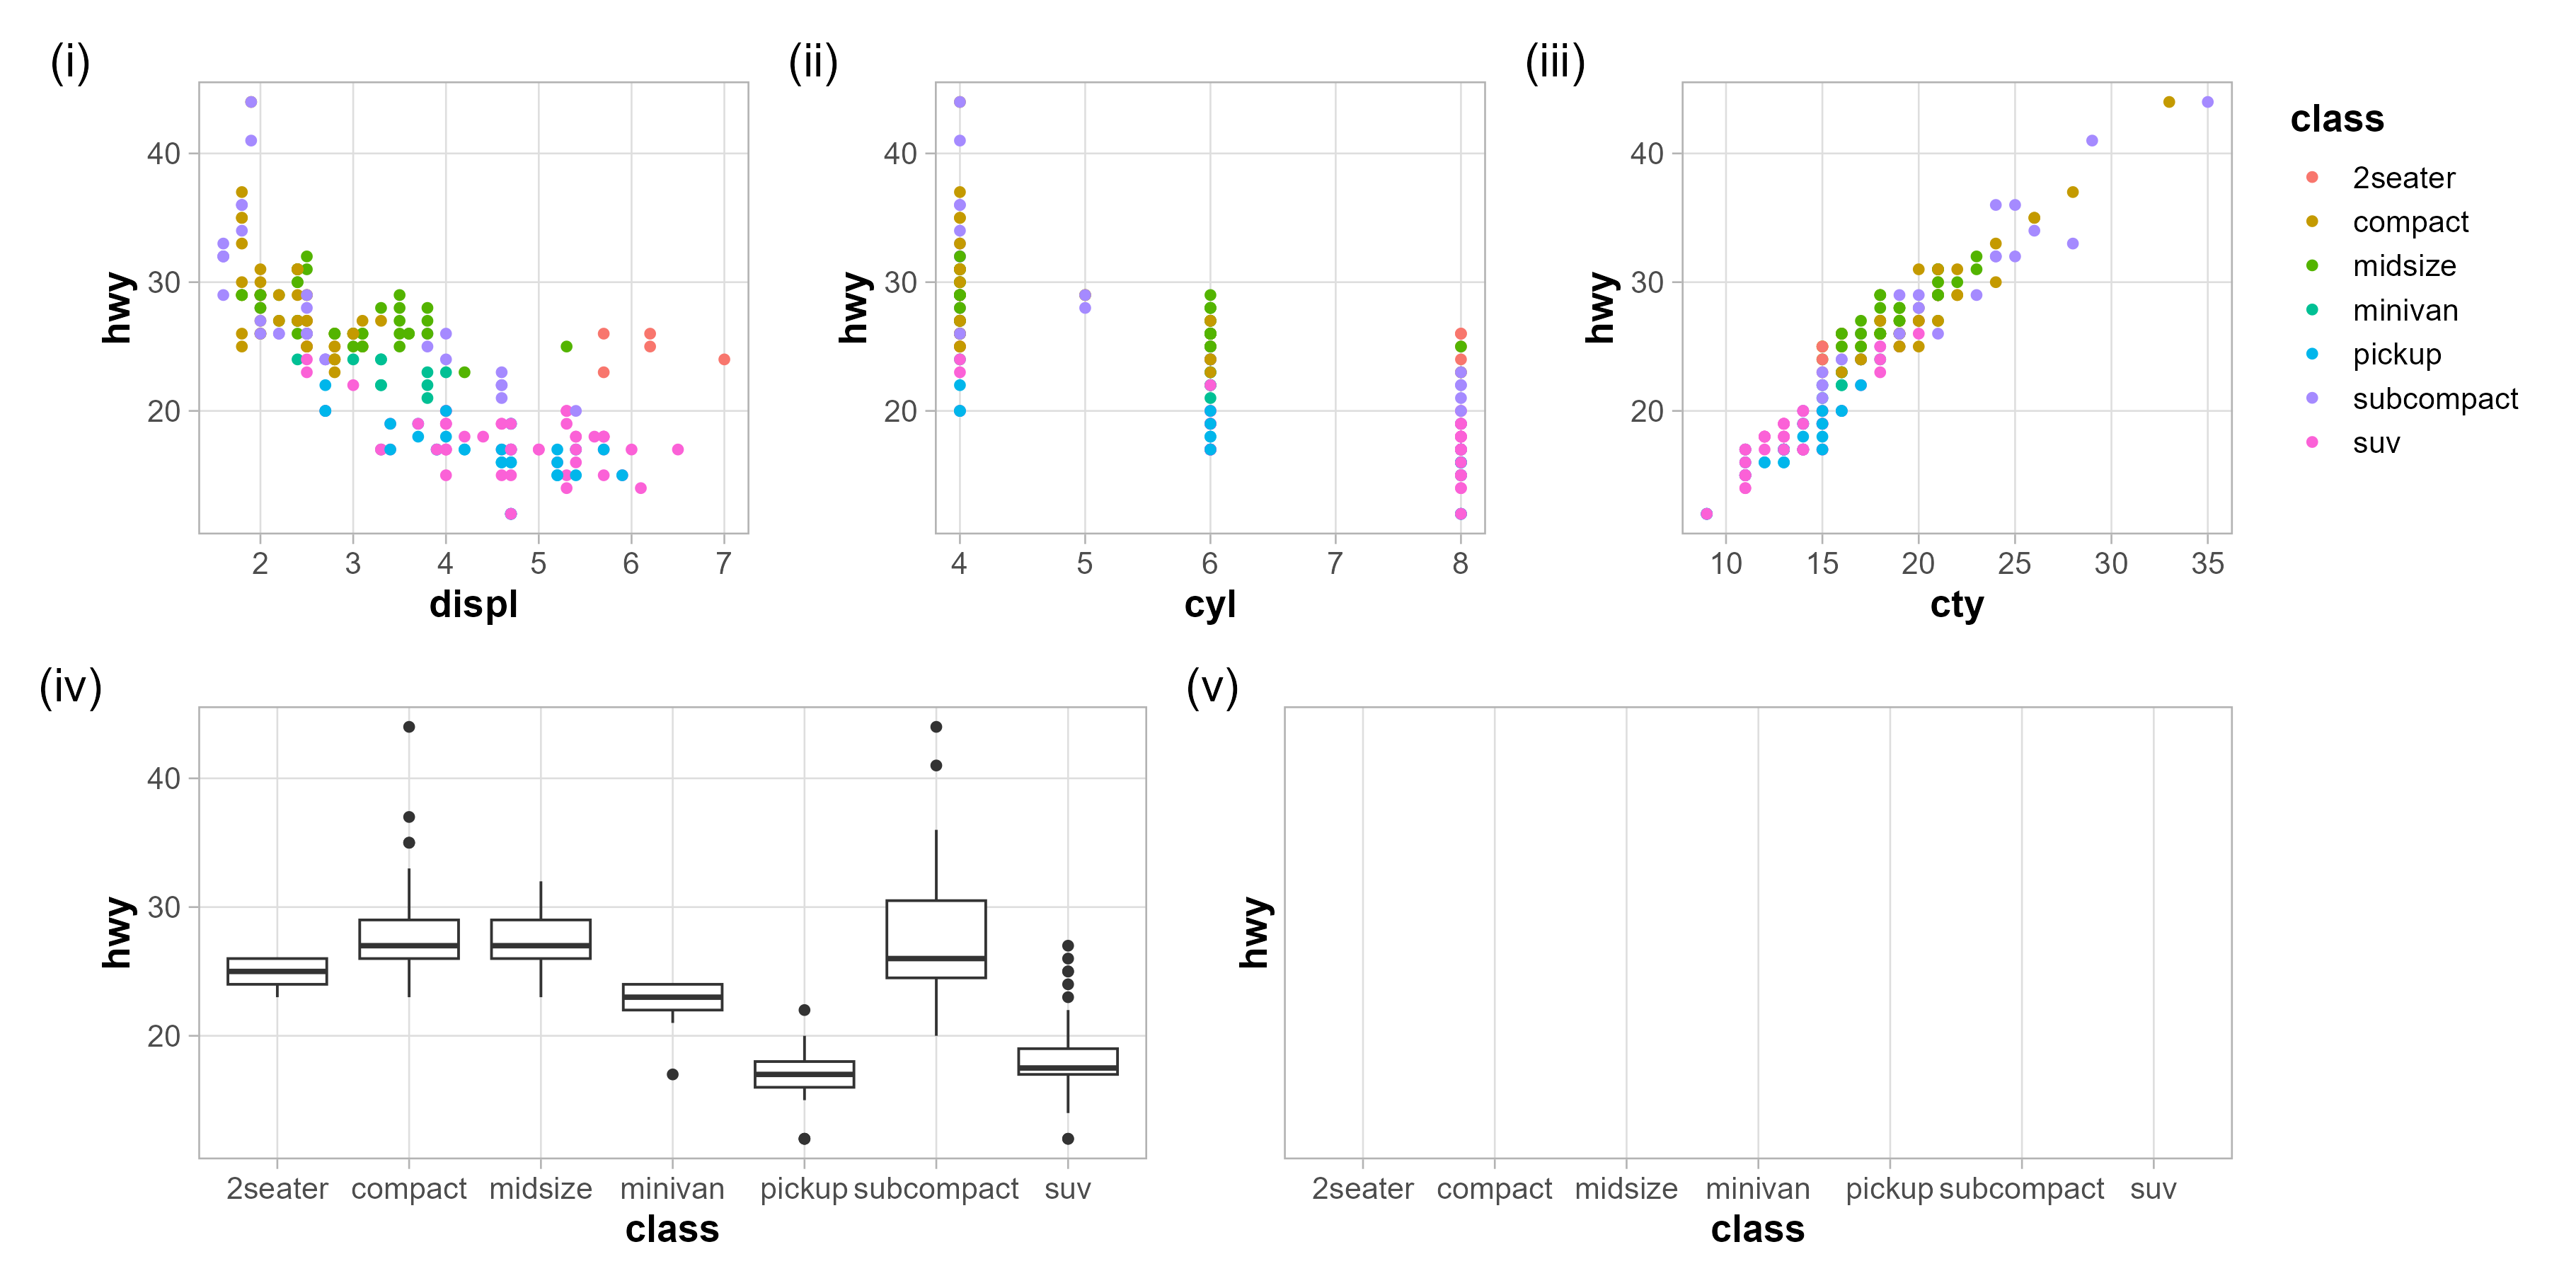 (i)
hwy
40
30
20
2 3 4 5 6 7
displ
(ii)
hwy
40
30
20
4 5 6 7 8
cyl
(iii)
hwy
40
30
20
10 15 20 25 30 35
cty
class
2seater
compact
midsize
minivan
pickup
subcompact
suv
(iv)
hwy
40
30
20
2seater compact midsize minivan pickup subcompact suv
class
(v)
hwy
2seater compact midsize minivan pickup subcompact suv
class